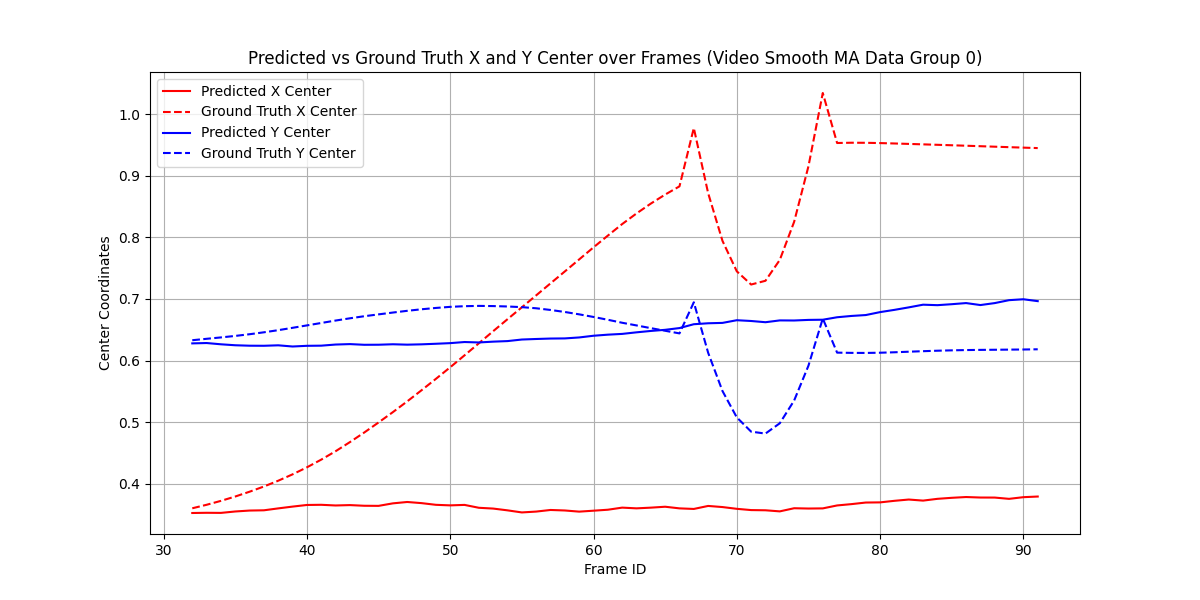 Predicted vs Ground Truth X and Y Center over Frames (Video Smooth MA Data Group 0)
Predicted X Center
Ground Truth X Center
Predicted Y Center
Ground Truth Y Center
Center Coordinates
1.0
0.9
0.8
0.7
0.6
0.5
0.4
30 40 50 60 70 80 90
Frame ID